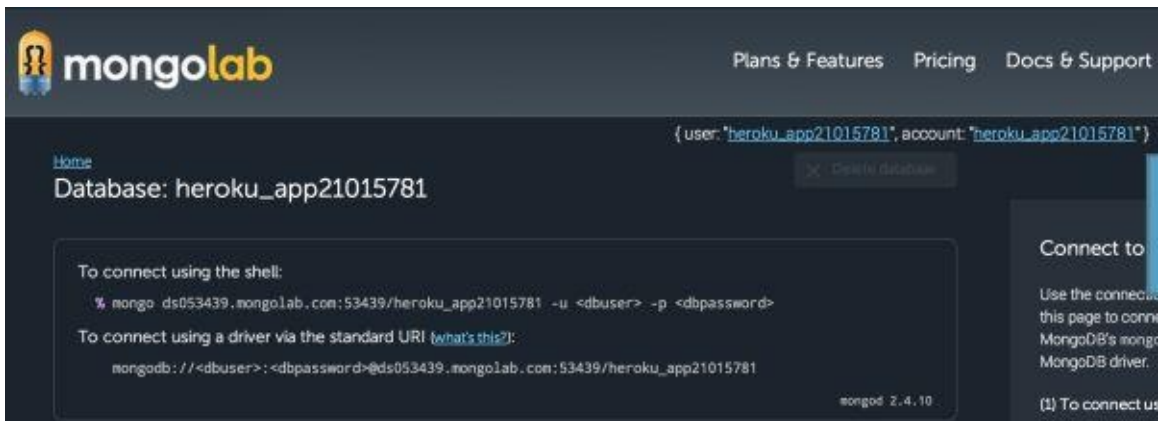 mongolab
Plans & Features Pricing Docs & Support
{ user: "heroku_app21015781", account: "heroku_app21015781" }
Home
Database: heroku_app21015781
Delete database
To connect using the shell:
% mongo ds053439.mongolab.com:53439/heroku_app21015781 -u <dbuser> -p <dbpassword>
To connect using a driver via the standard URI (what's this?):
mongodb://<dbuser>:<dbpassword>@ds053439.mongolab.com:53439/heroku_app21015781
mongod 2.4.10
Connect to
Use the connec
this page to conne
MongoDB's mongo
MongoDB driver.
(1) To connect us